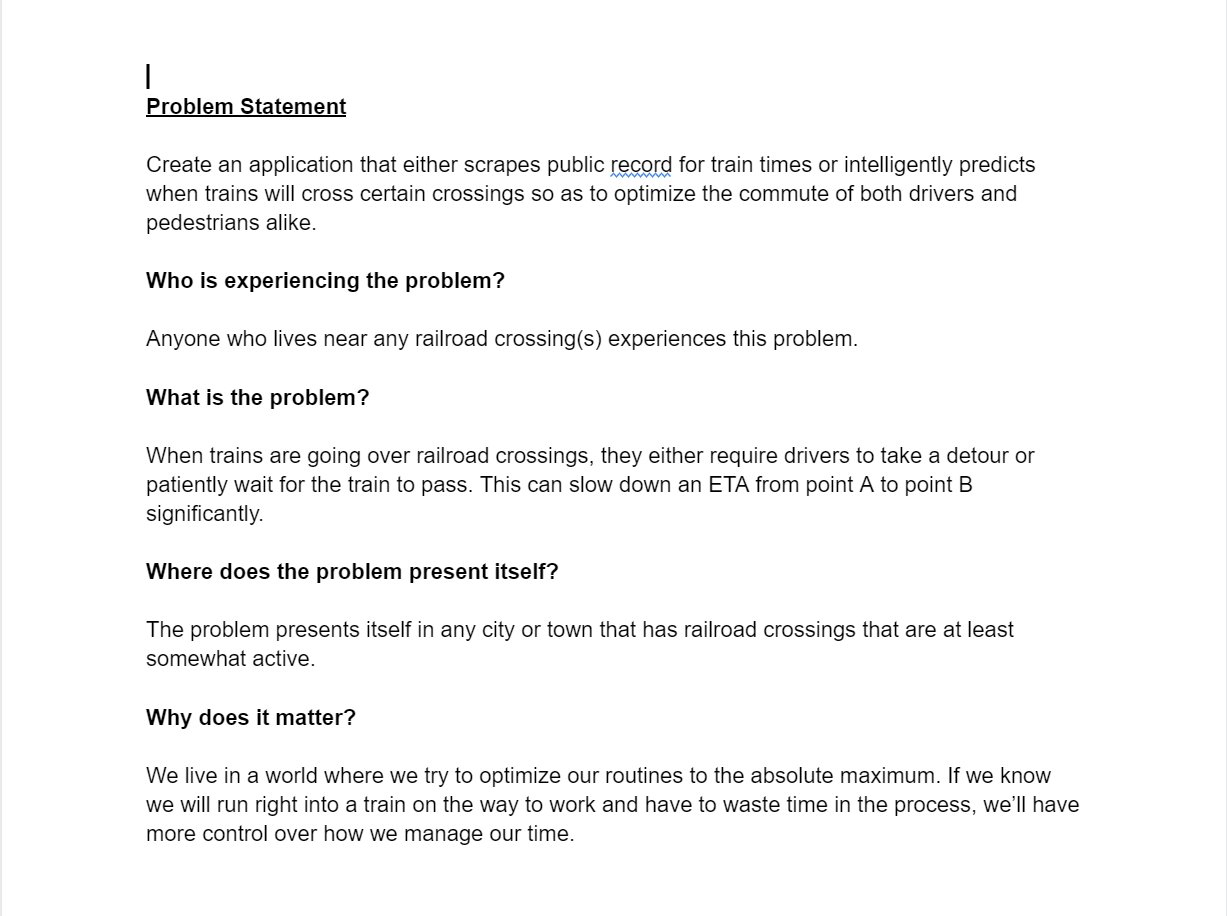 Problem Statement
Create an application that either scrapes public record for train times or intelligently predicts
when trains will cross certain crossings so as to optimize the commute of both drivers and
pedestrians alike.
Who is experiencing the problem?
Anyone who lives near any railroad crossing(s) experiences this problem.
What is the problem?
When trains are going over railroad crossings, they either require drivers to take a detour or
patiently wait for the train to pass. This can slow down an ETA from point A to point B
significantly.
Where does the problem present itself?
The problem presents itself in any city or town that has railroad crossings that are at least
somewhat active.
Why does it matter?
We live in a world where we try to optimize our routines to the absolute maximum. If we know
we will run right into a train on the way to work and have to waste time in the process, we’ll have
more control over how we manage our time.